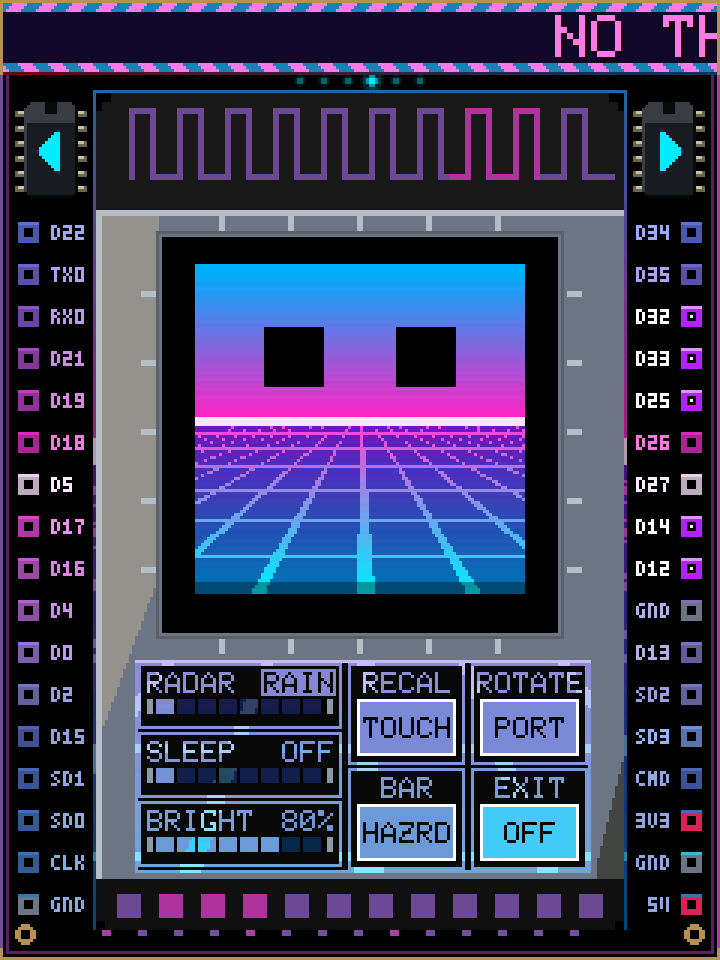 NO TH
D22
TX0
RX0
D21
D19
D18
D5
D17
D16
D4
D0
D2
D15
SD1
SD0
CLK
GND
D34
D35
D32
D33
D25
D26
D27
D14
D12
GND
D13
SD2
SD3
CMD
3V3
GND
5V
RADAR RAIN
SLEEP OFF
BRIGHT 80%
RECAL
TOUCH
ROTATE
PORT
BAR
HAZRD
EXIT
OFF